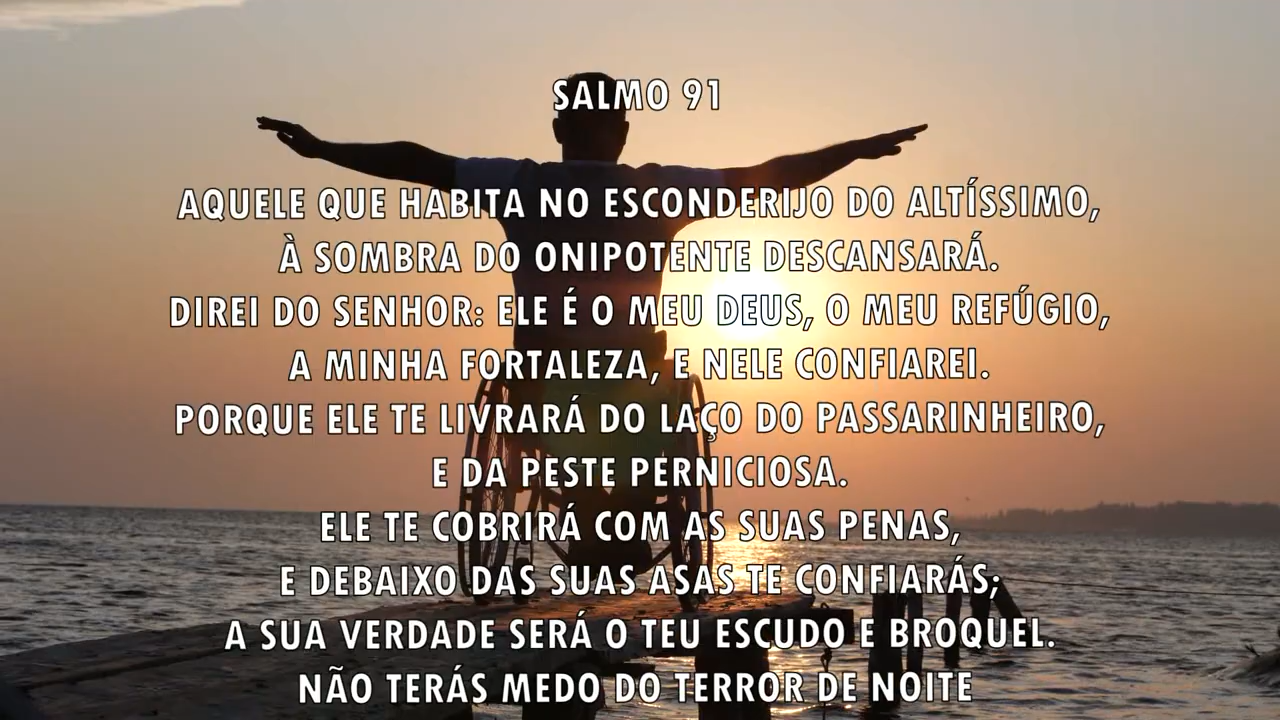 SALMO 91
AQUELE QUE HABITA NO ESCONDERIJO DO ALTÍSSIMO,
À SOMBRA DO ONIPOTENTE DESCANSARÁ.
DIREI DO SENHOR: ELE É O MEU DEUS, O MEU REFÚGIO,
A MINHA FORTALEZA, E NELE CONFIAREI.
PORQUE ELE TE LIVRARÁ DO LAÇO DO PASSARINHEIRO,
E DA PESTE PERNICIOSA.
ELE TE COBRIRÁ COM AS SUAS PENAS,
E DEBAIXO DAS SUAS ASAS TE CONFIARÁS;
A SUA VERDADE SERÁ O TEU ESCUDO E BROQUEL.
NÃO TERÁS MEDO DO TERROR DE NOITE